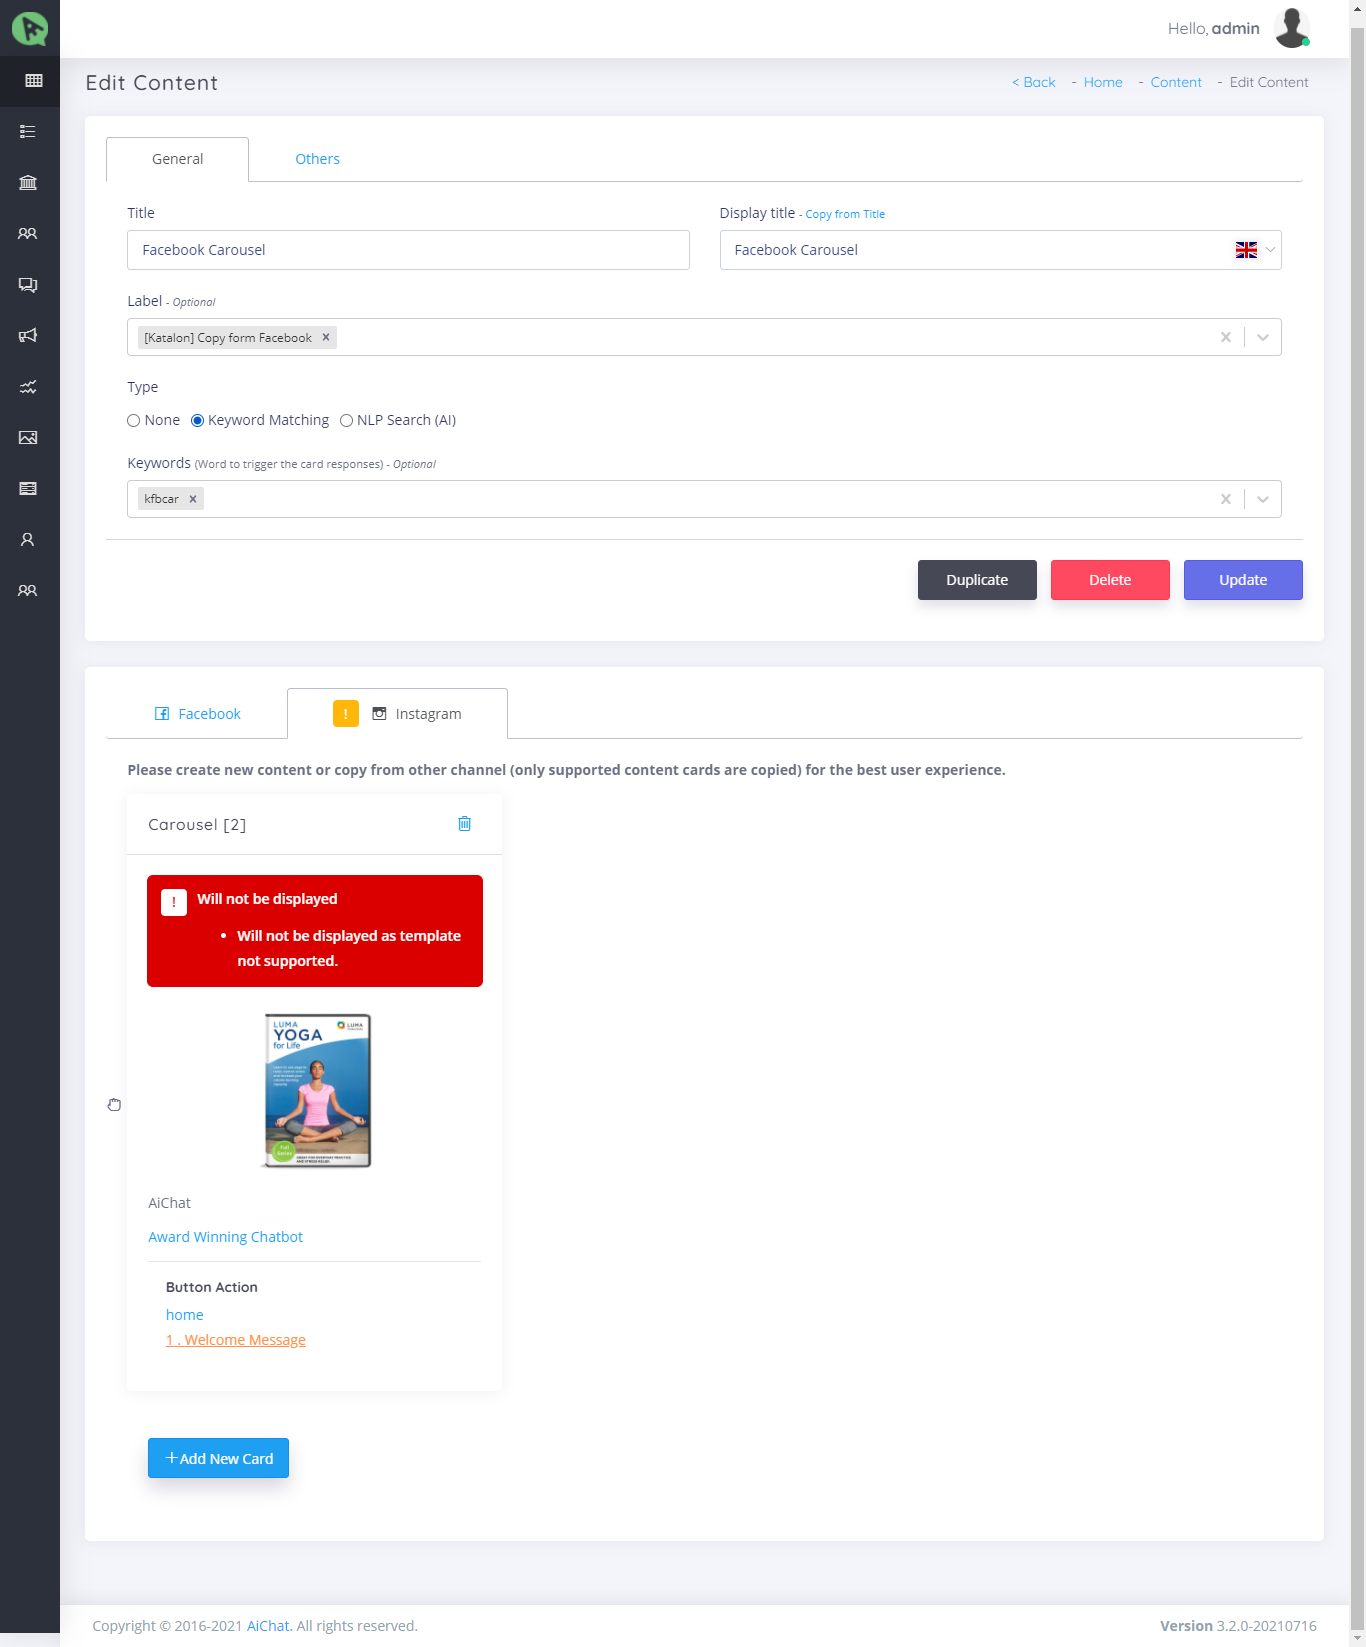 Hello, admin
Edit Content
< Back - Home - Content - Edit Content
General
Others
Title
Display title - Copy from Title
Facebook Carousel
Facebook Carousel
Label - Optional
[Katalon] Copy form Facebook ×
Type
None
Keyword Matching
NLP Search (AI)
Keywords (Word to trigger the card responses) - Optional
kfbcar ×
Duplicate
Delete
Update
Facebook
! Instagram
Please create new content or copy from other channel (only supported content cards are copied) for the best user experience.
Carousel [2]
! Will not be displayed
• Will not be displayed as template
not supported.
LUMA
YOGA
for Life
LUMA
Full
Series
AiChat
Award Winning Chatbot
Button Action
home
1 . Welcome Message
+Add New Card
Copyright © 2016-2021 AiChat. All rights reserved.
Version 3.2.0-20210716